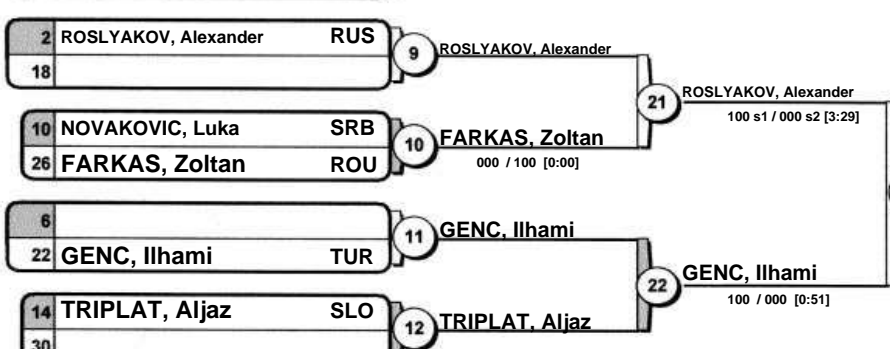 2 ROSLYAKOV, Alexander RUS
18
9
ROSLYAKOV, Alexander
10 NOVAKOVIC, Luka SRB
26 FARKAS, Zoltan ROU
10
FARKAS, Zoltan
000 / 100 [0:00]
21
ROSLYAKOV, Alexander
100 s1 / 000 s2 [3:29]
6
22 GENC, Ilhami TUR
11
GENC, Ilhami
14 TRIPLAT, Aljaz SLO
30
12
TRIPLAT, Aljaz
22
GENC, Ilhami
100 / 000 [0:51]